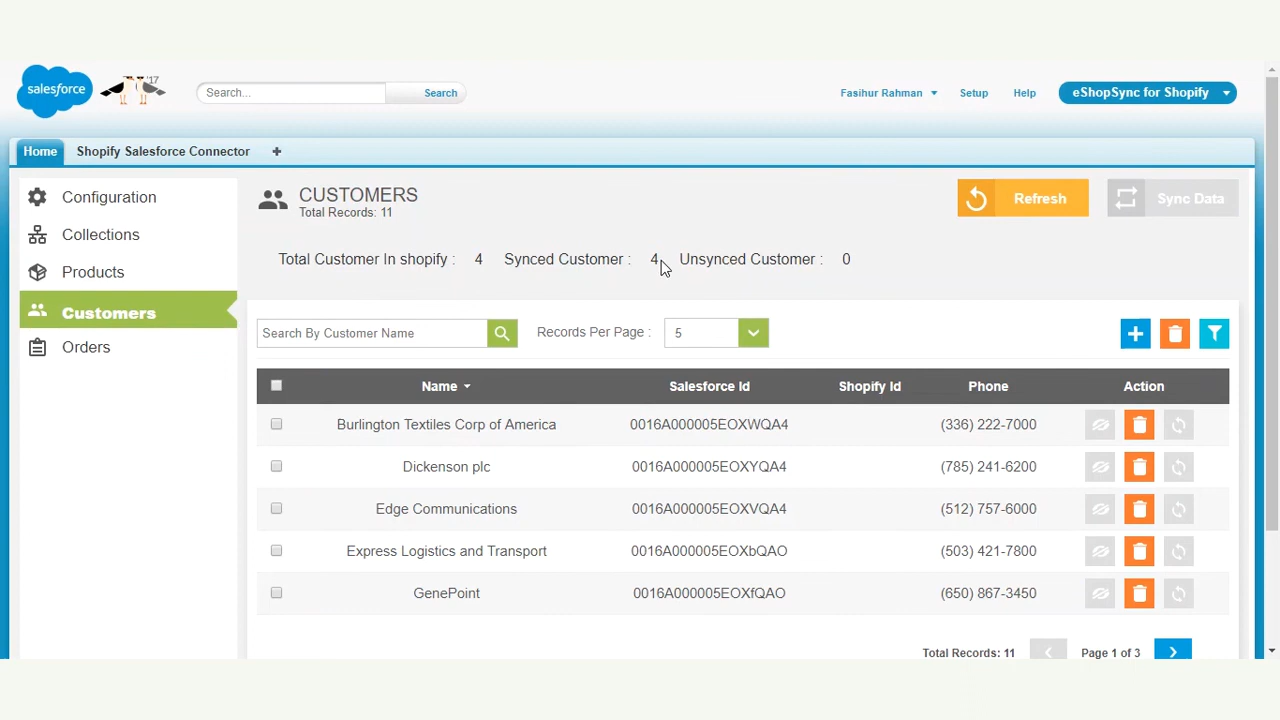 salesforce
'17
Search...
Search
Fasihur Rahman
Setup
Help
eShopSync for Shopify
Home
Shopify Salesforce Connector
Configuration
Collections
Products
Customers
Orders
CUSTOMERS
Total Records: 11
Refresh
Sync Data
Total Customer In shopify : 4 Synced Customer : 4 Unsynced Customer : 0
Search By Customer Name
Records Per Page : 5
Name Salesforce Id Shopify Id Phone Action
Burlington Textiles Corp of America 0016A000005EOXWQA4 (336) 222-7000
Dickenson plc 0016A000005EOXYQA4 (785) 241-6200
Edge Communications 0016A000005EOXVQA4 (512) 757-6000
Express Logistics and Transport 0016A000005EOXbQAO (503) 421-7800
GenePoint 0016A000005EOXfQAO (650) 867-3450
Total Records: 11 Page 1 of 3